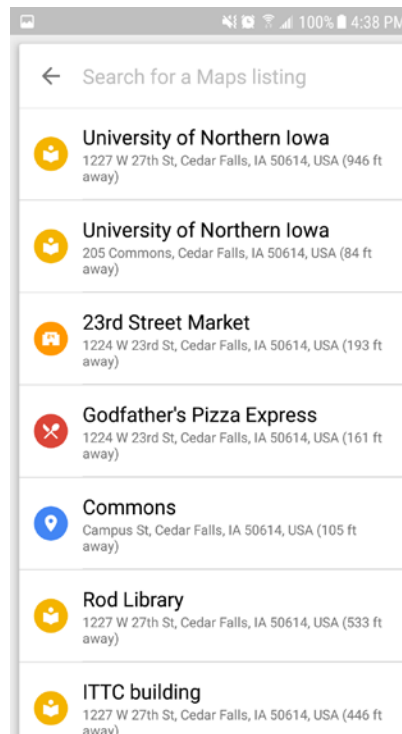 100% 4:38 PM
Search for a Maps listing
University of Northern Iowa
1227 W 27th St, Cedar Falls, IA 50614, USA (946 ft
away)
University of Northern Iowa
205 Commons, Cedar Falls, IA 50614, USA (84 ft
away)
23rd Street Market
1224 W 23rd St, Cedar Falls, IA 50614, USA (193 ft
away)
Godfather's Pizza Express
1224 W 23rd St, Cedar Falls, IA 50614, USA (161 ft
away)
Commons
Campus St, Cedar Falls, IA 50614, USA (105 ft
away)
Rod Library
1227 W 27th St, Cedar Falls, IA 50614, USA (533 ft
away)
ITTC building
1227 W 27th St, Cedar Falls, IA 50614, USA (446 ft
away)